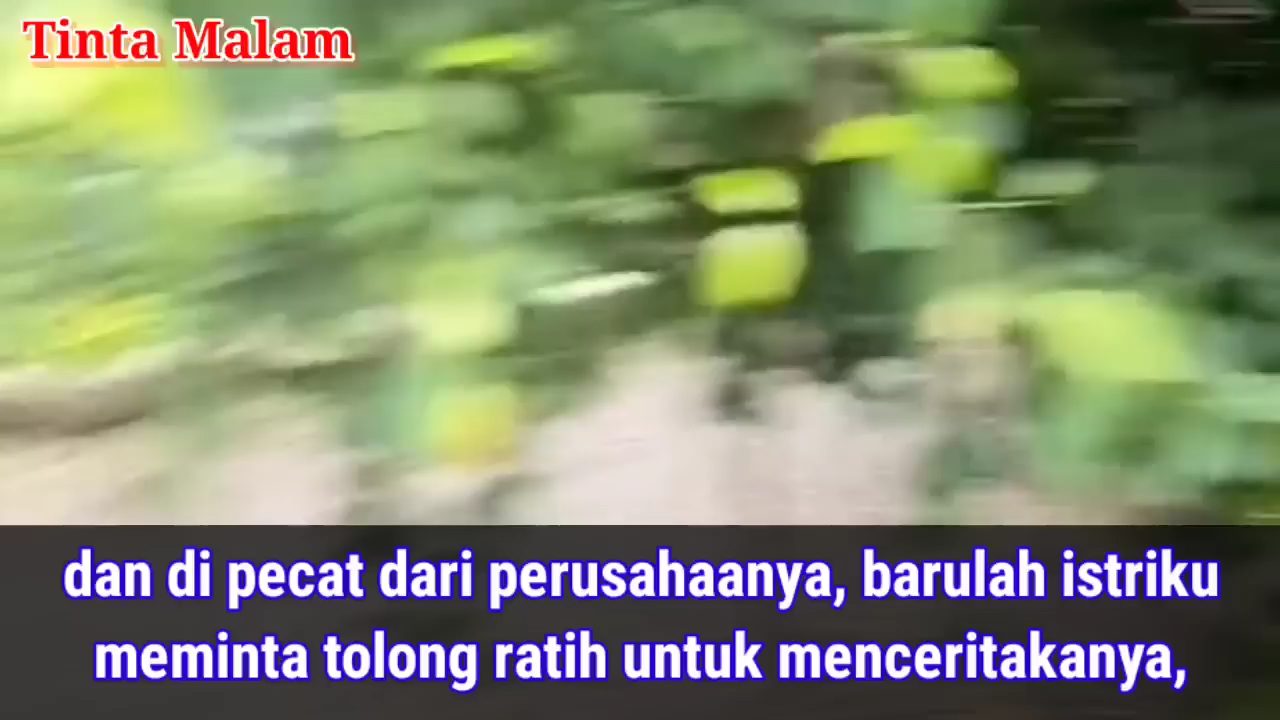 Tinta Malam
dan di pecat dari perusahaanya, barulah istriku
meminta tolong ratih untuk menceritakanya,